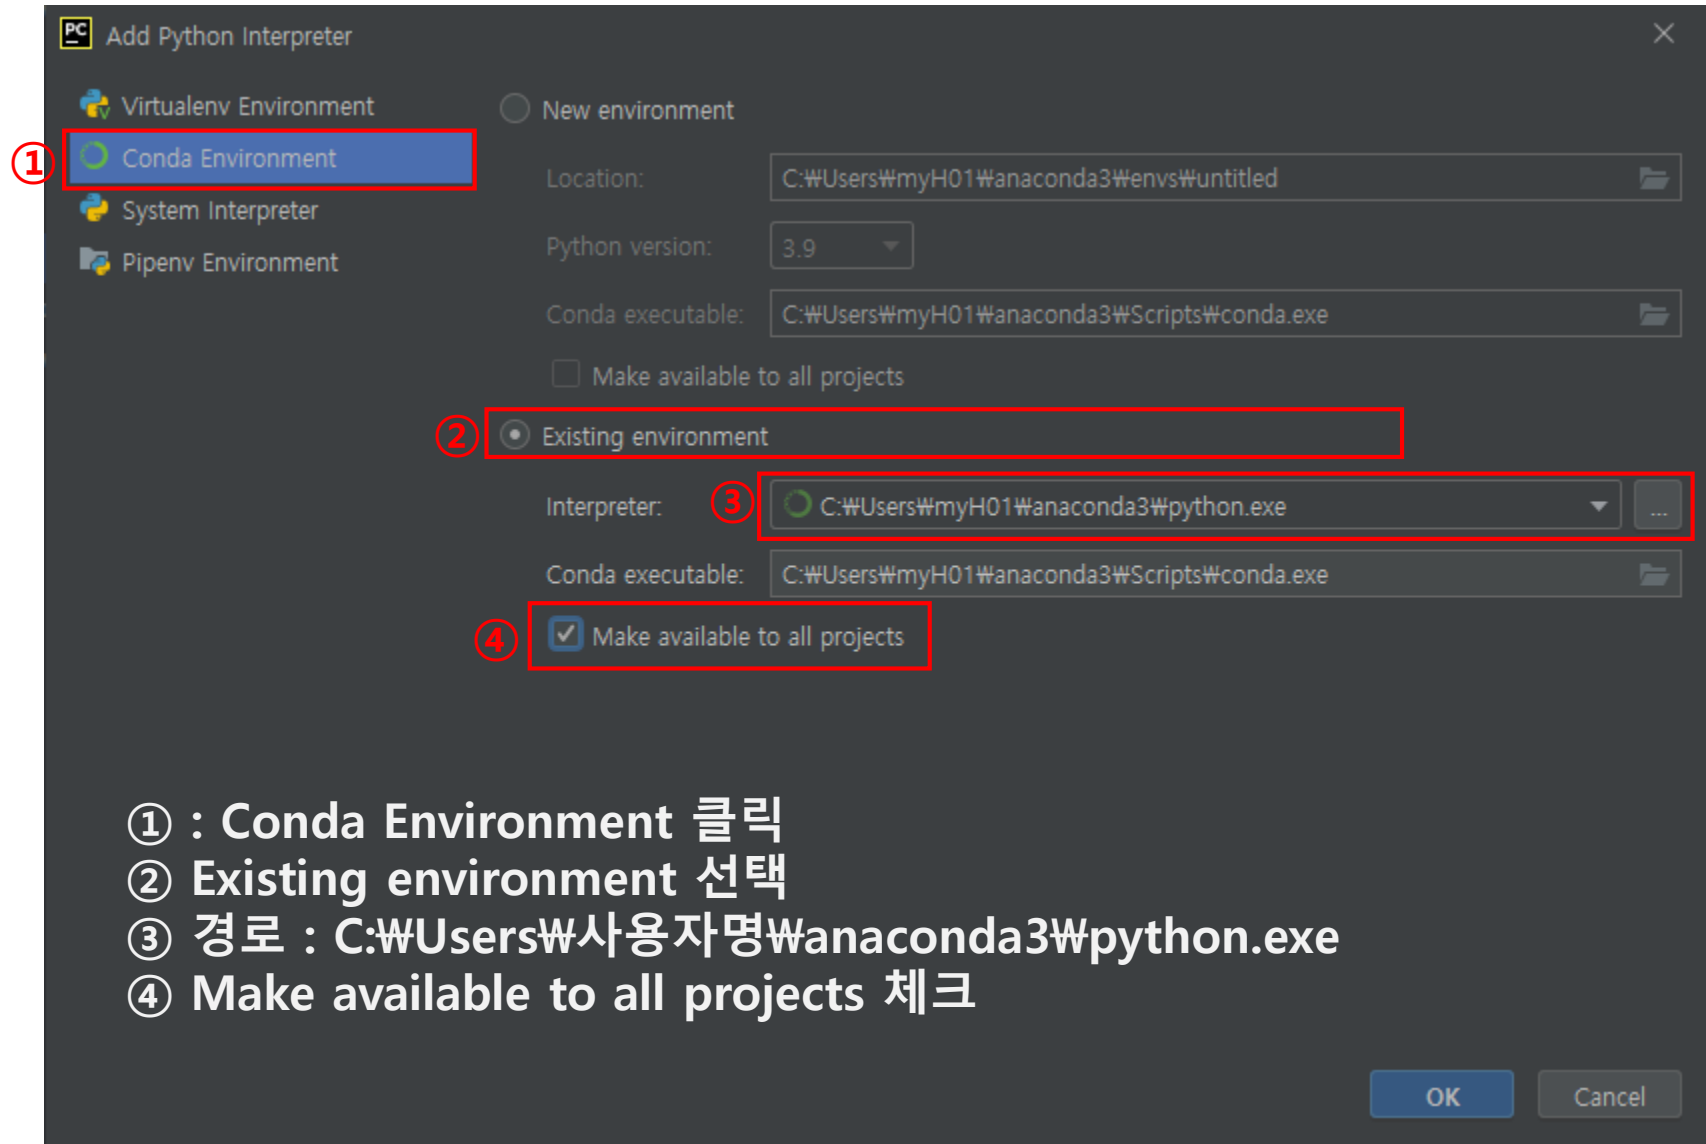 PC Add Python Interpreter
Virtualenv Environment
① Conda Environment
System Interpreter
Pipenv Environment
New environment
Location: C:₩Users₩myH01₩anaconda3₩envs₩untitled
Python version: 3.9
Conda executable: C:₩Users₩myH01₩anaconda3₩Scripts₩conda.exe
Make available to all projects
② Existing environment
Interpreter: ③ C:₩Users₩myH01₩anaconda3₩python.exe ...
Conda executable: C:₩Users₩myH01₩anaconda3₩Scripts₩conda.exe
④ Make available to all projects
① : Conda Environment 클릭
② Existing environment 선택
③ 경로 : C:₩Users₩사용자명₩anaconda3₩python.exe
④ Make available to all projects 체크
OK Cancel